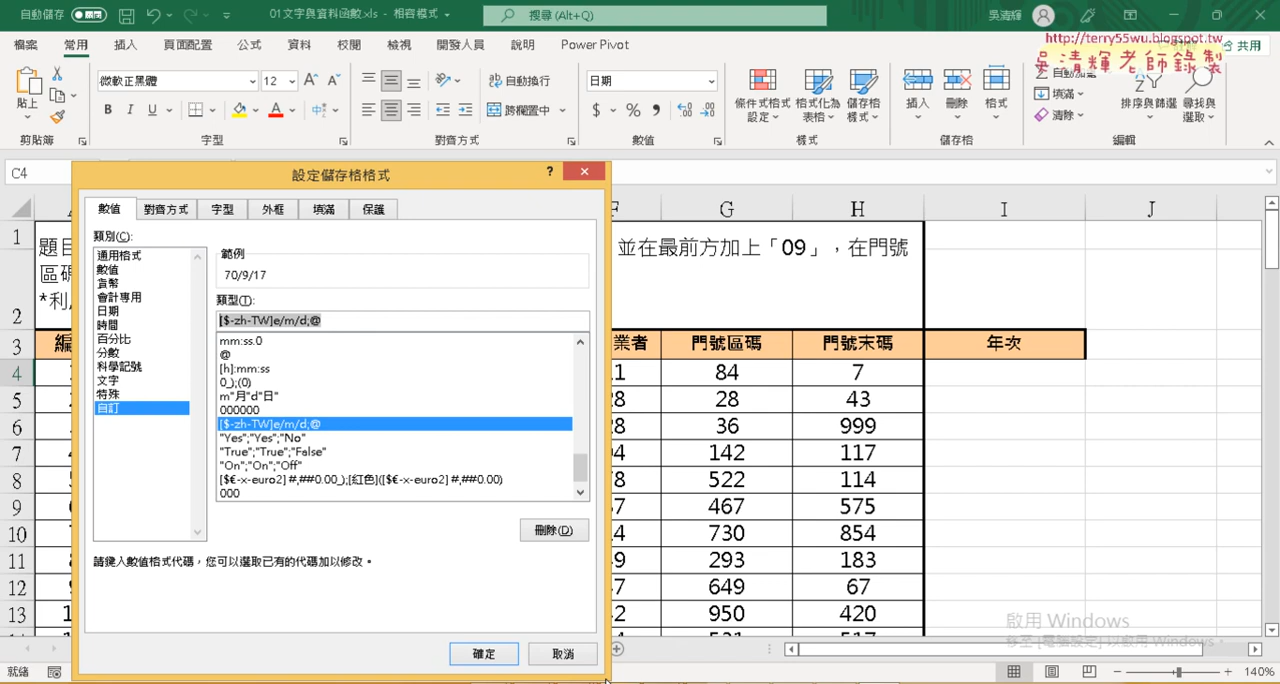 自動儲存
01文字與資料函數.xls - 相容模式
搜尋 (Alt+Q)
吳清輝
http://terry55wu.blogspot.tw
吳清輝老師錄製
檔案 常用 插入 頁面配置 公式 資料 校閱 檢視 開發人員 說明 Power Pivot
共用
貼上
微軟正黑體 12
B I U
自動換行
跨欄置中
日期
$ % ,
條件式格式設定
格式化為表格
儲存格樣式
插入 刪除 格式
填滿
清除
排序與篩選 尋找與選取
剪貼簿 字型 對齊方式 數值 樣式 儲存格 編輯
C4
設定儲存格格式
?
數值 對齊方式 字型 外框 填滿 保護
類別(C):
通用格式
數值
貨幣
會計專用
日期
時間
百分比
分數
科學記號
文字
特殊
自訂
範例
70/9/17
類型(T):
[$-zh-TW]e/m/d;@
mm:ss.0
@
[h]:mm:ss
0_);(0)
m"月"d"日"
000000
[$-zh-TW]e/m/d;@
"Yes";"Yes";"No"
"True";"True";"False"
"On";"On";"Off"
[$€-x-euro2] #,##0.00_);[紅色]([$€-x-euro2] #,##0.00)
000
刪除(D)
請鍵入數值格式代碼，您可以選取已有的代碼加以修改。
確定 取消
F G H I J
1 題目 並在最前方加上「09」，在門號
區碼
2
3 編 業者 門號區碼 門號末碼 年次
4 84 7
5 28 43
6 36 999
7 142 117
8 522 114
9 467 575
10 730 854
11 293 183
12 649 67
13 950 420
啟用 Windows
移至 [電腦設定] 以啟用 Windows。
就緒
140%